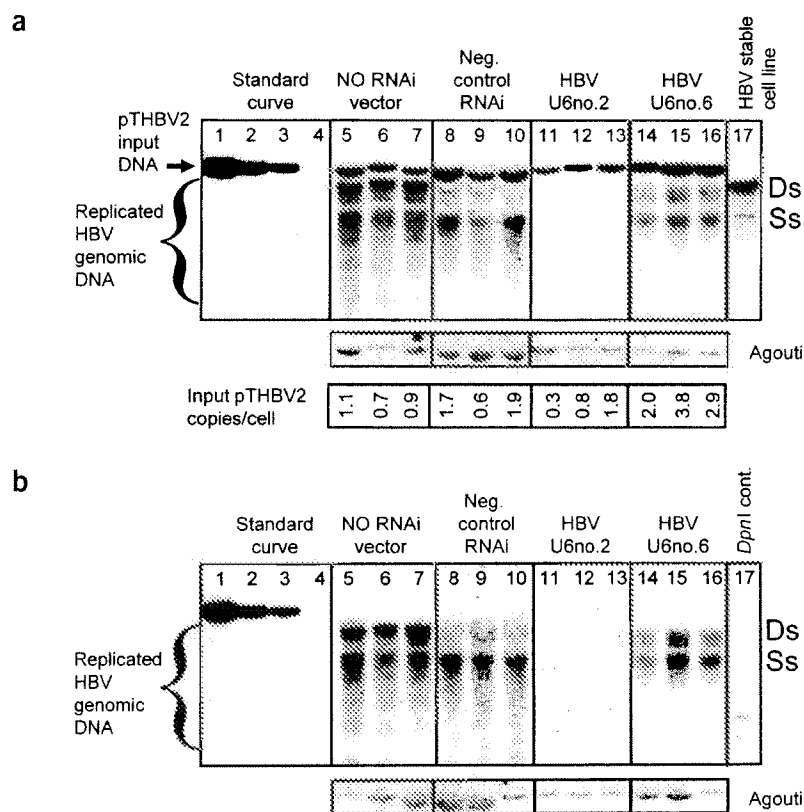 a
Standard curve
NO RNAi vector
Neg. control RNAi
HBV U6no.2
HBV U6no.6
HBV stable cell line
pTHBV2 input DNA
1 2 3 4 5 6 7 8 9 10 11 12 13 14 15 16 17
Replicated HBV genomic DNA
Ds
Ss
Agouti
Input pTHBV2 copies/cell
1.1 0.7 0.9 1.7 0.6 1.9 0.3 0.8 1.8 2.0 3.8 2.9
b
Standard curve
NO RNAi vector
Neg. control RNAi
HBV U6no.2
HBV U6no.6
DpnI cont.
1 2 3 4 5 6 7 8 9 10 11 12 13 14 15 16 17
Replicated HBV genomic DNA
Ds
Ss
Agouti